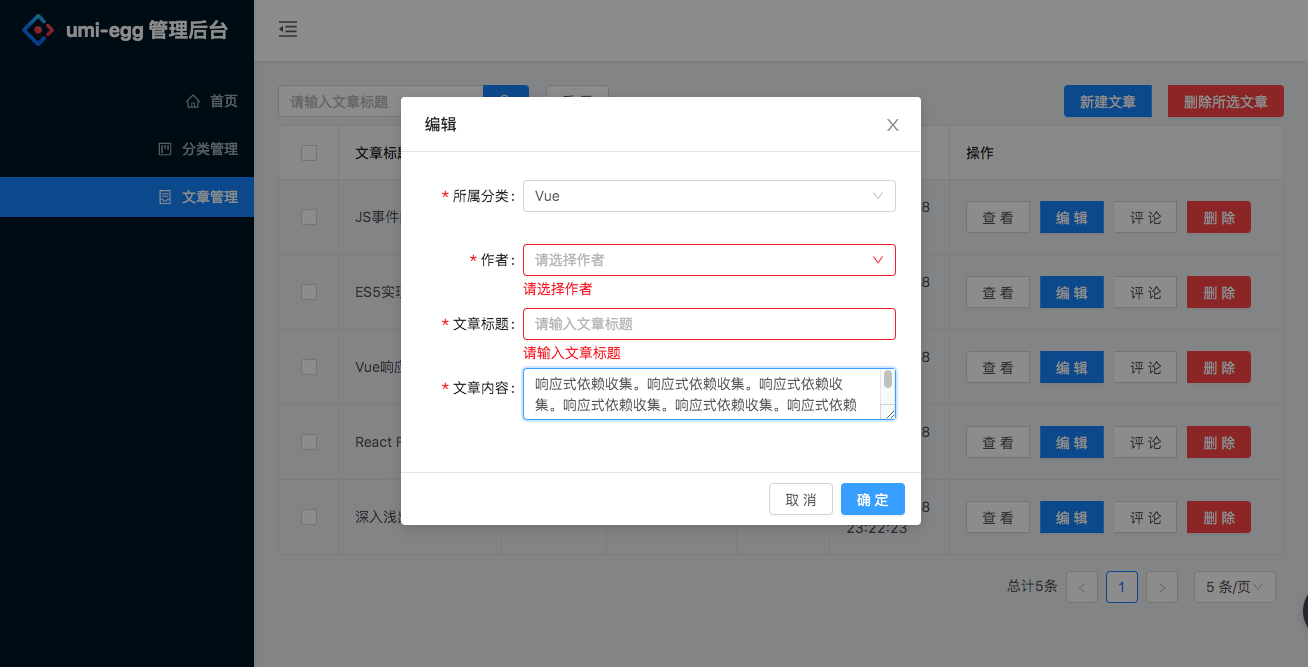 umi-egg 管理后台
首页
分类管理
文章管理
请输入文章标题
新建文章
删除所选文章
文章标题
操作
JS事件
查 看
编 辑
评 论
删 除
ES5实现
查 看
编 辑
评 论
删 除
Vue响应
查 看
编 辑
评 论
删 除
React F
查 看
编 辑
评 论
删 除
深入浅出
23:22:23
查 看
编 辑
评 论
删 除
总计5条
1
5 条/页
编辑
* 所属分类:
Vue
* 作者:
请选择作者
请选择作者
* 文章标题:
请输入文章标题
请输入文章标题
* 文章内容:
响应式依赖收集。响应式依赖收集。响应式依赖收
集。响应式依赖收集。响应式依赖收集。响应式依赖
取 消
确 定